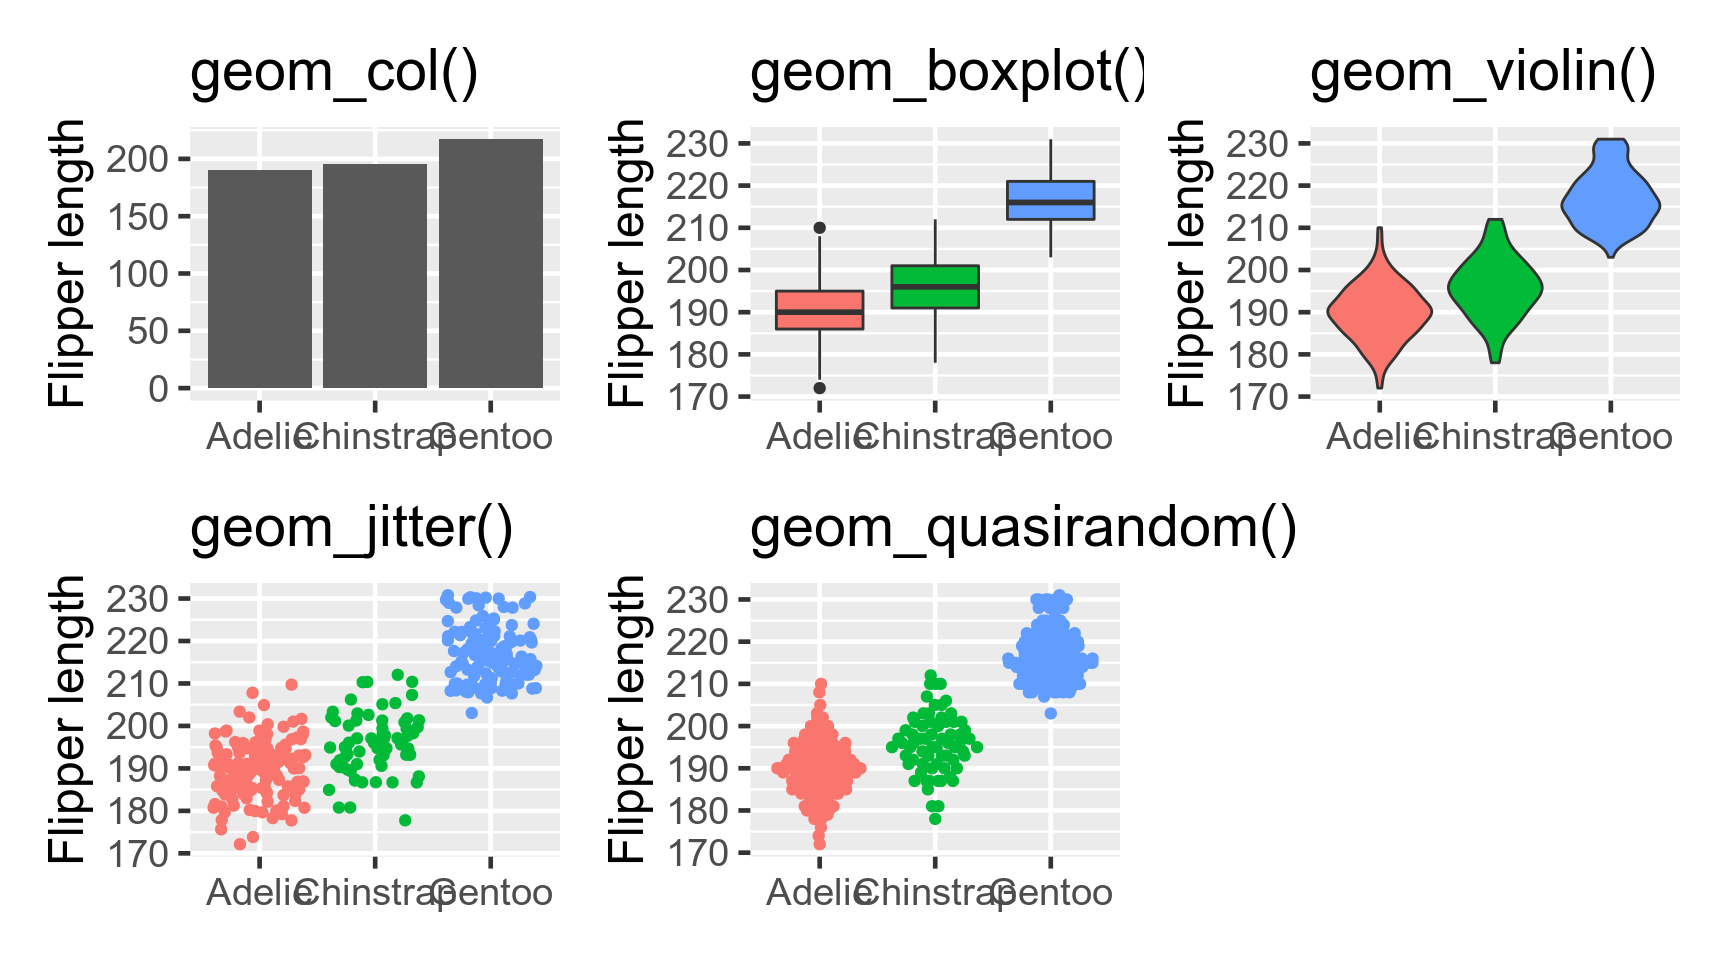 geom_col()
Flipper length
200
150
100
50
0
Adelie Chinstrap Gentoo
geom_boxplot()
Flipper length
230
220
210
200
190
180
170
Adelie Chinstrap Gentoo
geom_violin()
Flipper length
230
220
210
200
190
180
170
Adelie Chinstrap Gentoo
geom_jitter()
Flipper length
230
220
210
200
190
180
170
Adelie Chinstrap Gentoo
geom_quasirandom()
Flipper length
230
220
210
200
190
180
170
Adelie Chinstrap Gentoo